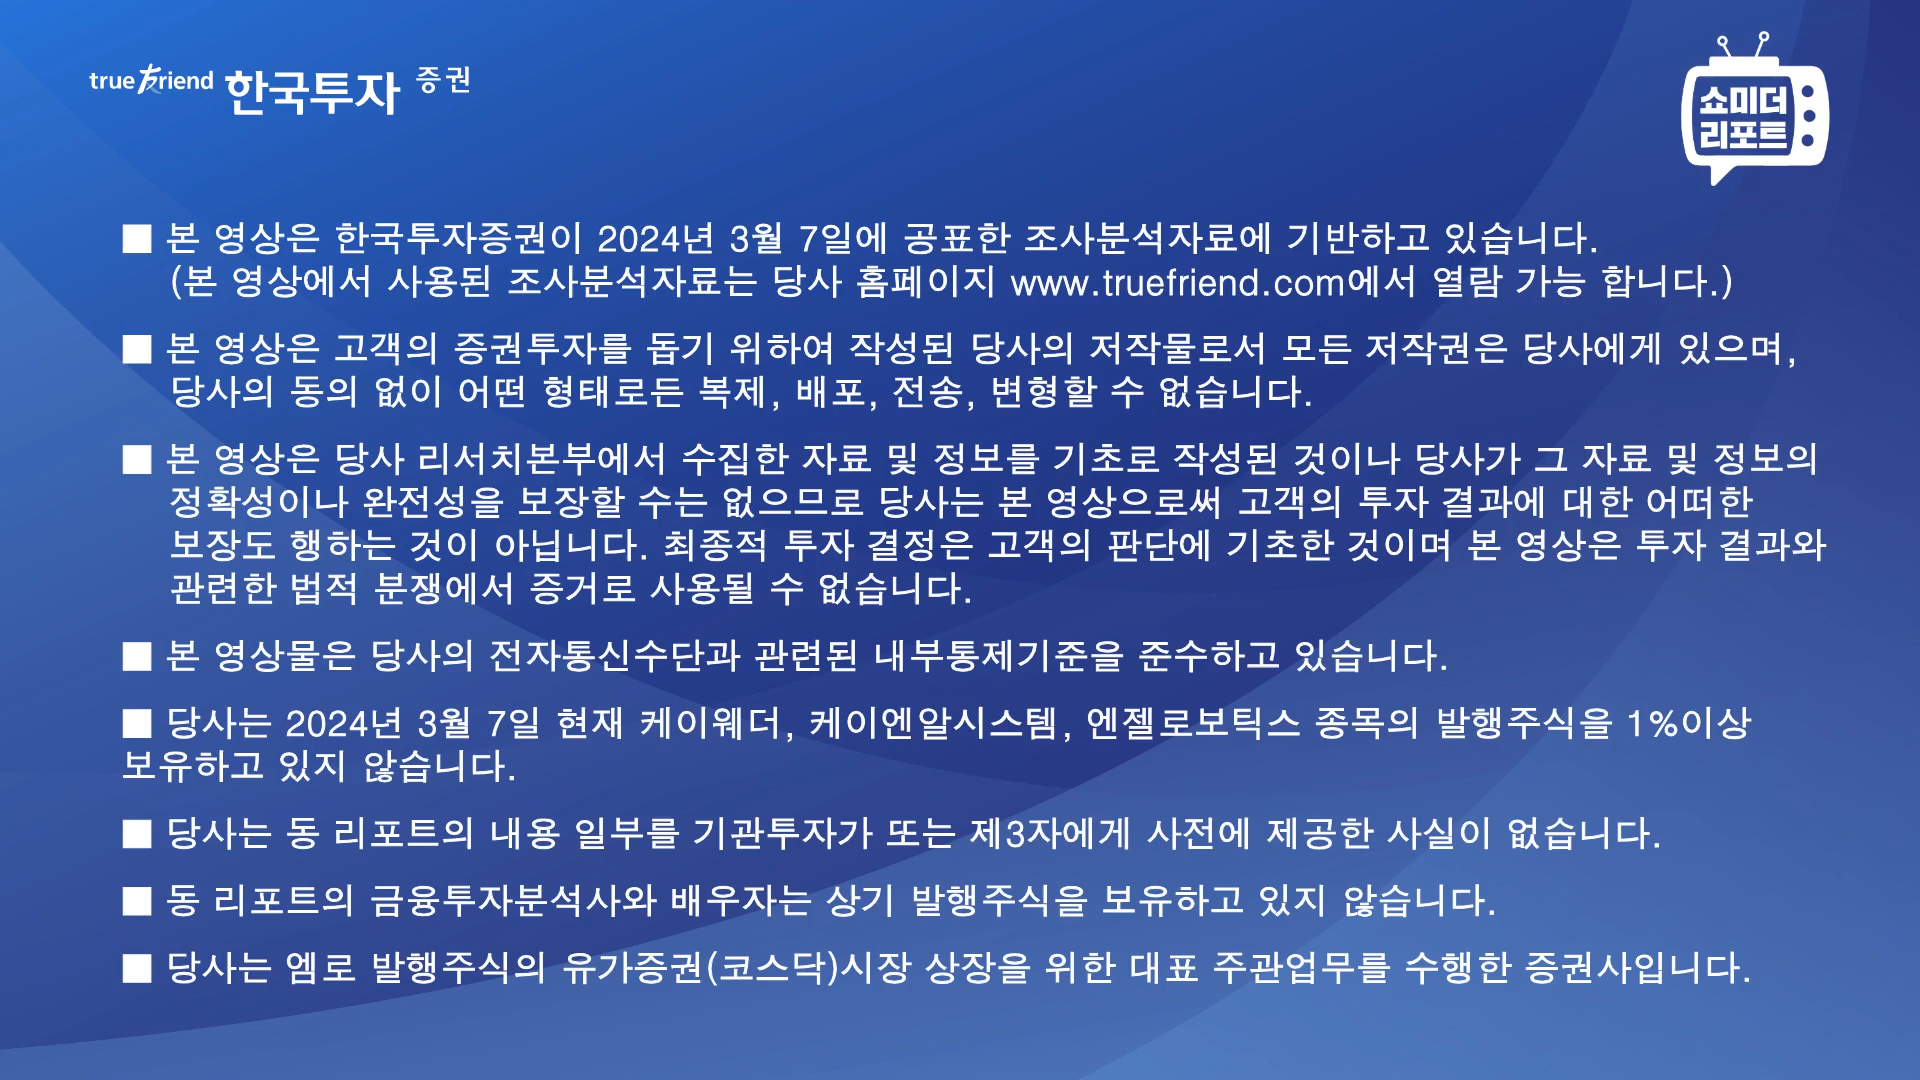 true friend 한국투자 증권
쇼미더
리포트
■ 본 영상은 한국투자증권이 2024년 3월 7일에 공표한 조사분석자료에 기반하고 있습니다.
(본 영상에서 사용된 조사분석자료는 당사 홈페이지 www.truefriend.com에서 열람 가능 합니다.)
■ 본 영상은 고객의 증권투자를 돕기 위하여 작성된 당사의 저작물로서 모든 저작권은 당사에게 있으며,
당사의 동의 없이 어떤 형태로든 복제, 배포, 전송, 변형할 수 없습니다.
■ 본 영상은 당사 리서치본부에서 수집한 자료 및 정보를 기초로 작성된 것이나 당사가 그 자료 및 정보의
정확성이나 완전성을 보장할 수는 없으므로 당사는 본 영상으로써 고객의 투자 결과에 대한 어떠한
보장도 행하는 것이 아닙니다. 최종적 투자 결정은 고객의 판단에 기초한 것이며 본 영상은 투자 결과와
관련한 법적 분쟁에서 증거로 사용될 수 없습니다.
■ 본 영상물은 당사의 전자통신수단과 관련된 내부통제기준을 준수하고 있습니다.
■ 당사는 2024년 3월 7일 현재 케이웨더, 케이엔알시스템, 엔젤로보틱스 종목의 발행주식을 1%이상
보유하고 있지 않습니다.
■ 당사는 동 리포트의 내용 일부를 기관투자가 또는 제3자에게 사전에 제공한 사실이 없습니다.
■ 동 리포트의 금융투자분석사와 배우자는 상기 발행주식을 보유하고 있지 않습니다.
■ 당사는 엠로 발행주식의 유가증권(코스닥)시장 상장을 위한 대표 주관업무를 수행한 증권사입니다.